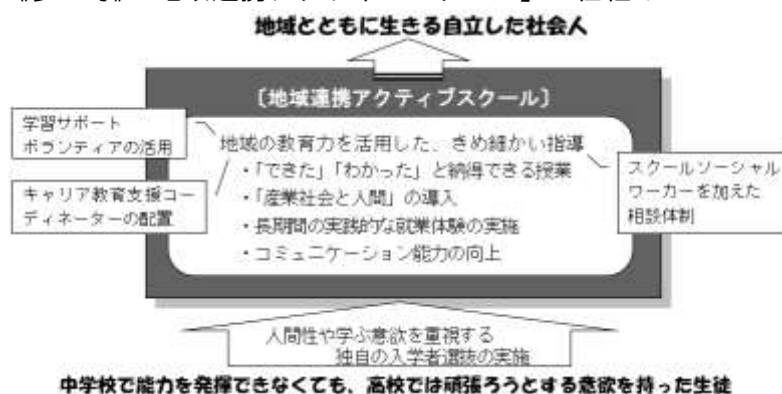 地域とともに生きる自立した社会人
〔地域連携アクティブスクール〕
学習サポート
ボランティアの活用
キャリア教育支援コー
ディネーターの配置
地域の教育力を活用した、きめ細かい指導
・「できた」「わかった」と納得できる授業
・「産業社会と人間」の導入
・長期間の実践的な就業体験の実施
・コミュニケーション能力の向上
スクールソーシャル
ワーカーを加えた
相談体制
人間性や学ぶ意欲を重視する
独自の入学者選抜の実施
中学校で能力を発揮できなくても、高校では頑張ろうとする意欲を持った生徒